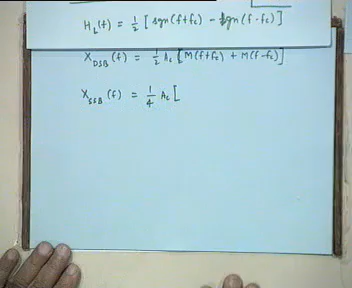 H_L(f) = 1/2 [ sgn(f+f_c) - sgn(f-f_c) ]
X_DSB(f) = 1/2 A_c [ M(f+f_c) + M(f-f_c) ]
X_SSB(f) = 1/4 A_c [